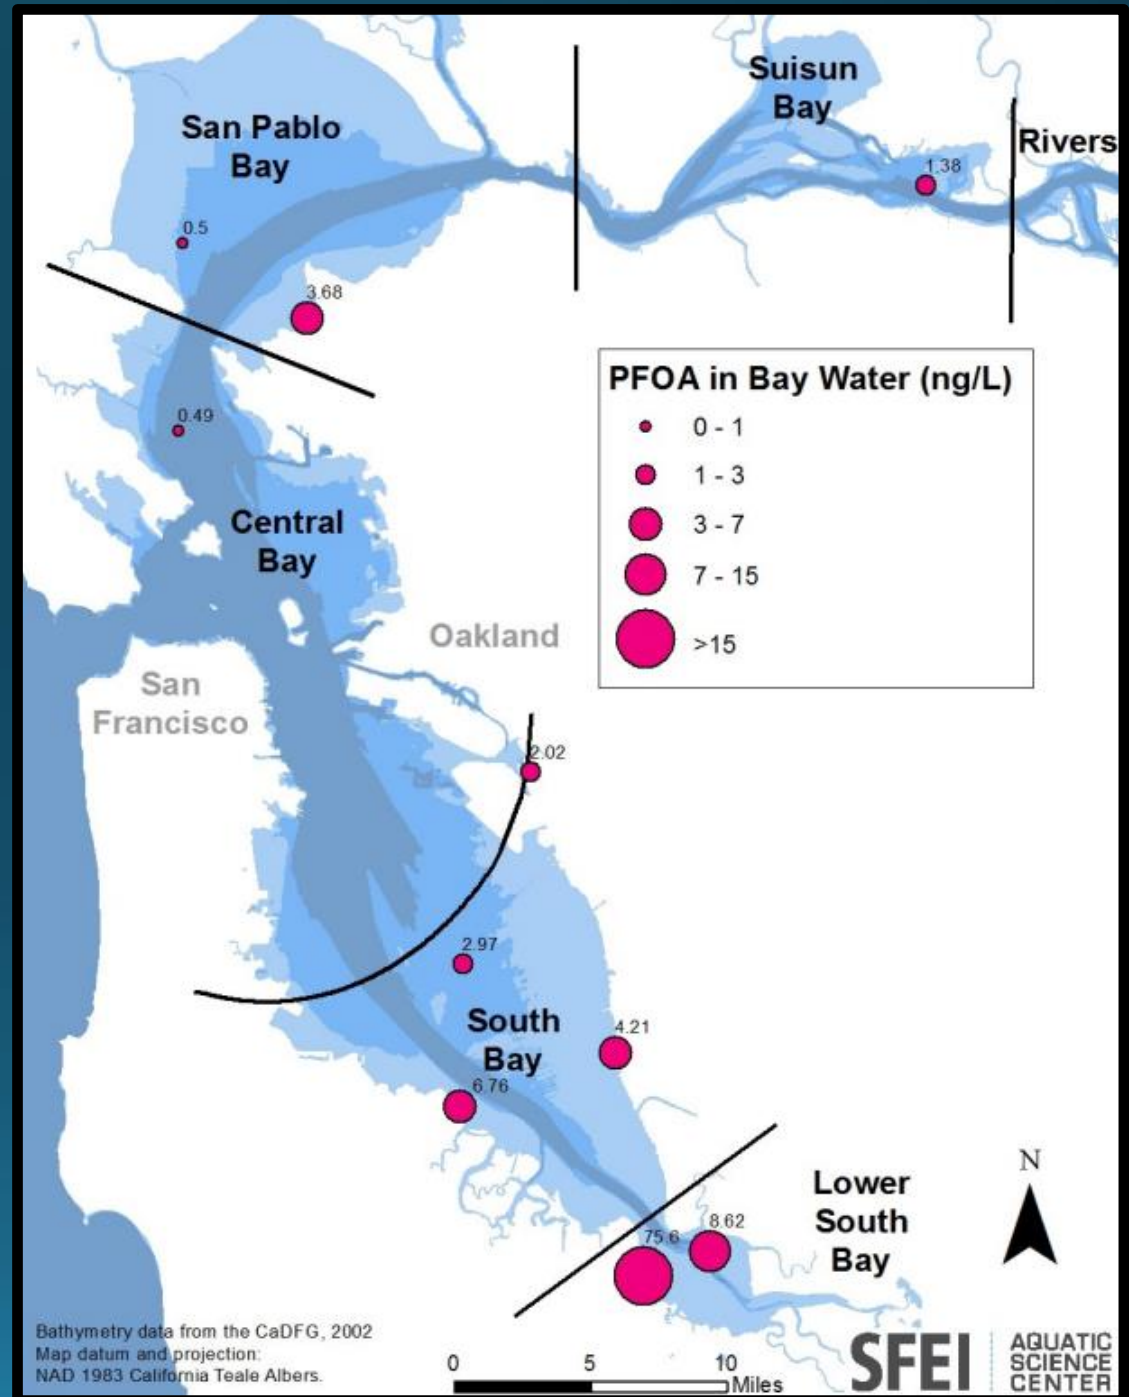 San Pablo
Bay
Suisun
Bay
Rivers
1.38
0.5
3.68
0.49
PFOA in Bay Water (ng/L)
0 - 1
1 - 3
3 - 7
7 - 15
>15
Central
Bay
Oakland
San
Francisco
2.02
2.97
South
Bay
4.21
6.76
Lower
South
Bay
N
75.6
8.62
Bathymetry data from the CaDFG, 2002
Map datum and projection:
NAD 1983 California Teale Albers.
0 5 10
Miles
SFEI
AQUATIC
SCIENCE
CENTER